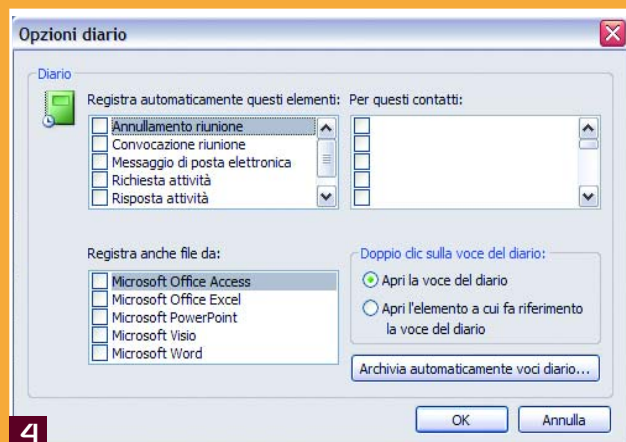 Opzioni diario
Diario
Registra automaticamente questi elementi:
Annullamento riunione
Convocazione riunione
Messaggio di posta elettronica
Richiesta attività
Risposta attività
Per questi contatti:
Registra anche file da:
Microsoft Office Access
Microsoft Office Excel
Microsoft PowerPoint
Microsoft Visio
Microsoft Word
Doppio clic sulla voce del diario:
Apri la voce del diario
Apri l'elemento a cui fa riferimento
la voce del diario
Archivia automaticamente voci diario...
OK
Annulla
4